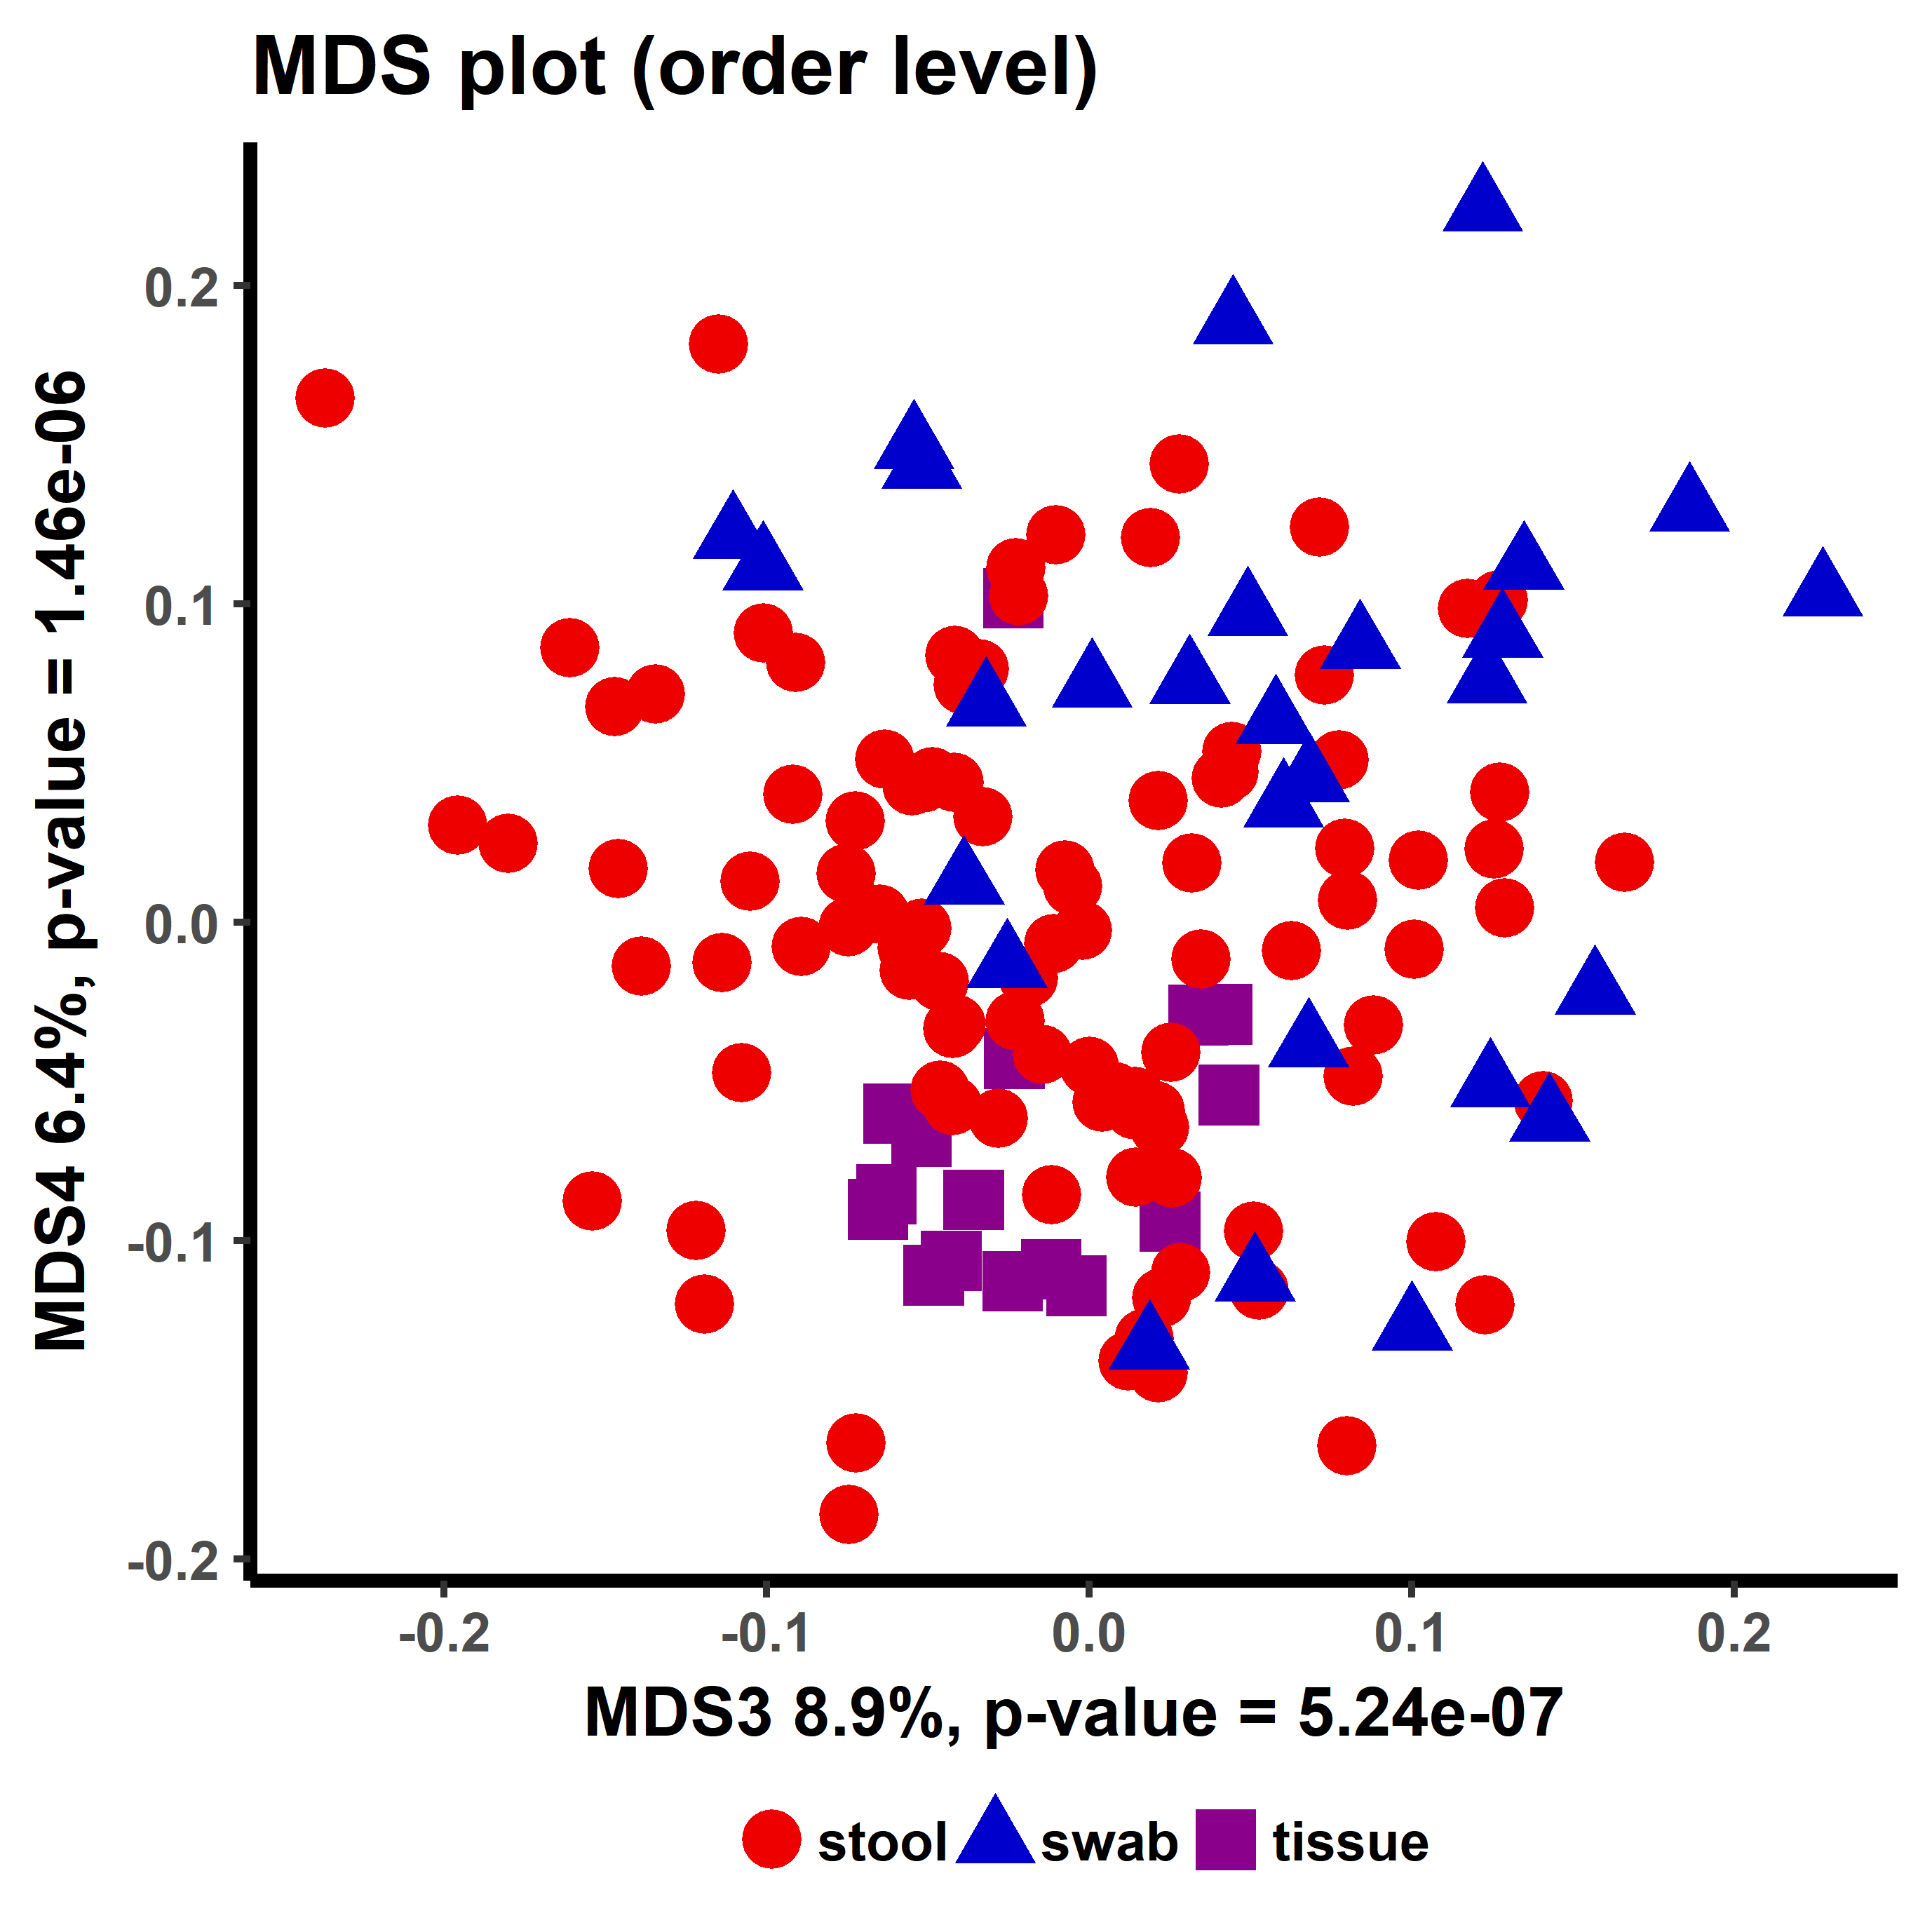 MDS plot (order level)
MDS4 6.4%, p-value = 1.46e-06
0.2
0.1
0.0
-0.1
-0.2
-0.2 -0.1 0.0 0.1 0.2
MDS3 8.9%, p-value = 5.24e-07
stool swab tissue